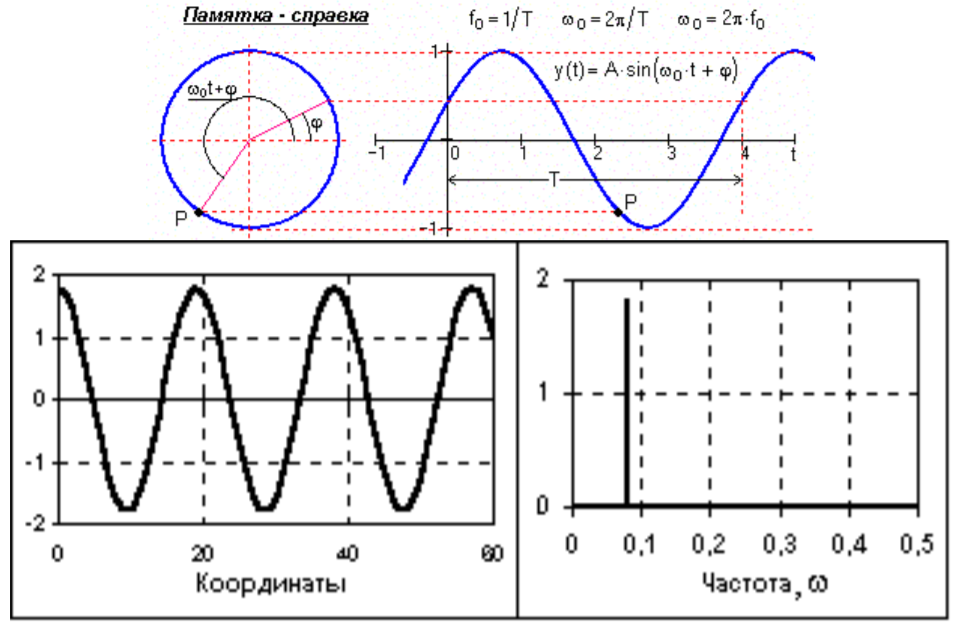 Памятка - справка
f₀ = 1/T ω₀ = 2π/T ω₀ = 2π·f₀
y(t) = A·sin(ω₀·t + φ)
ω₀t+φ
φ
P
1
-1
-1 0 1 2 3 4 t
T
P
2
1
0
-1
-2
0 20 40 60
Координаты
2
1
0
0 0,1 0,2 0,3 0,4 0,5
Частота, ω